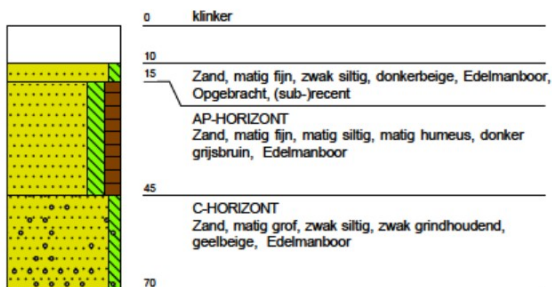 0 klinker
10
15 Zand, matig fijn, zwak siltig, donkerbeige, Edelmanboor,
Opgebracht, (sub-)recent
AP-HORIZONT
Zand, matig fijn, matig siltig, matig humeus, donker
grijsbruin, Edelmanboor
45
C-HORIZONT
Zand, matig grof, zwak siltig, zwak grindhoudend,
geelbeige, Edelmanboor
70